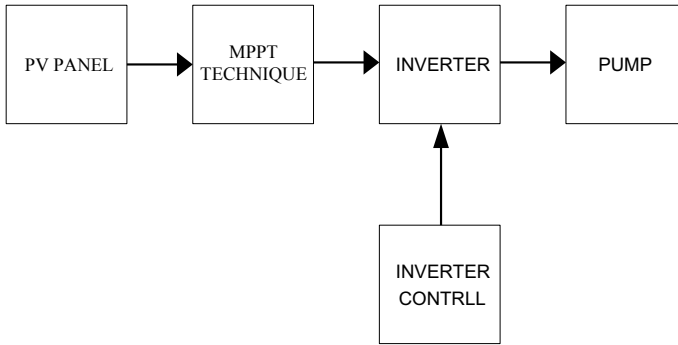 PV PANEL
MPPT
TECHNIQUE
INVERTER
PUMP
INVERTER
CONTRLL